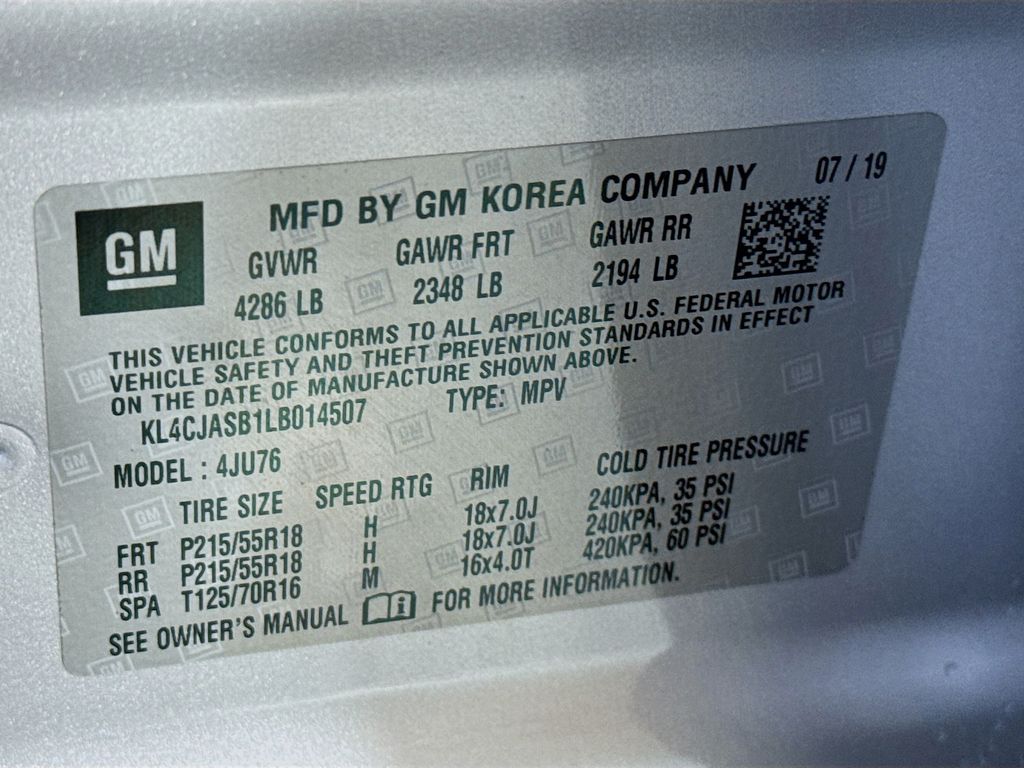 MFD BY GM KOREA COMPANY 07 / 19
GM
GVWR GAWR FRT GAWR RR
4286 LB 2348 LB 2194 LB
THIS VEHICLE CONFORMS TO ALL APPLICABLE U.S. FEDERAL MOTOR
VEHICLE SAFETY AND THEFT PREVENTION STANDARDS IN EFFECT
ON THE DATE OF MANUFACTURE SHOWN ABOVE.
KL4CJASB1LB014507 TYPE: MPV
MODEL : 4JU76
TIRE SIZE SPEED RTG RIM COLD TIRE PRESSURE
FRT P215/55R18 H 18x7.0J 240KPA, 35 PSI
RR P215/55R18 H 18x7.0J 240KPA, 35 PSI
SPA T125/70R16 M 16x4.0T 420KPA, 60 PSI
SEE OWNER'S MANUAL i FOR MORE INFORMATION.